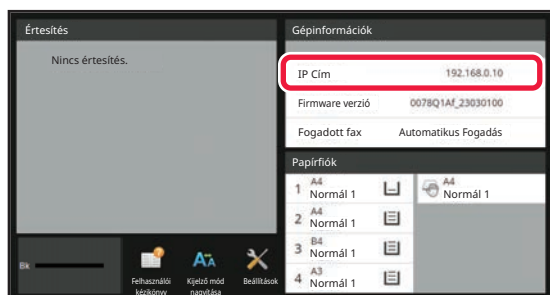 Értesítés
Nincs értesítés.
Gépinformációk
IP Cím 192.168.0.10
Firmware verzió 0078Q1Af_23030100
Fogadott fax Automatikus Fogadás
Papírfiók
1 A4 Normál 1
A4 Normál 1
2 A4 Normál 1
3 B4 Normál 1
4 A3 Normál 1
Bk
Felhasználói kézikönyv
Kijelző mód nagyítása
Beállítások